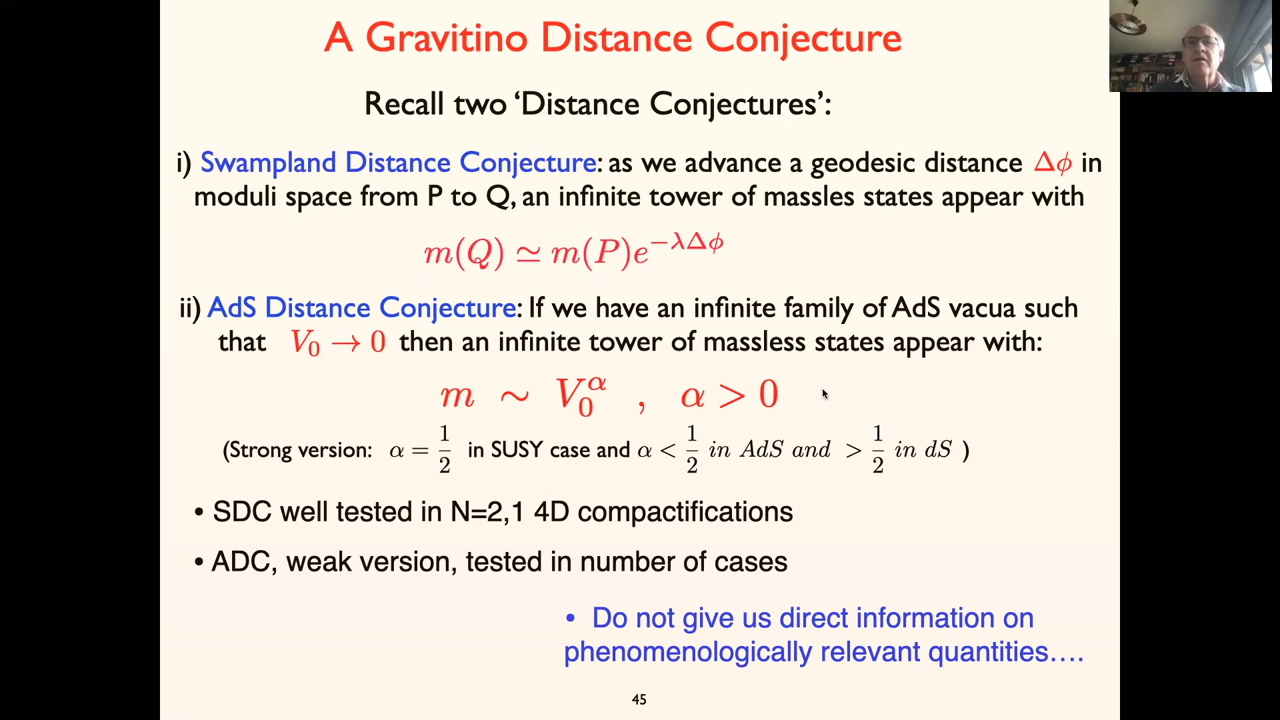 A Gravitino Distance Conjecture
Recall two ‘Distance Conjectures’:
i) Swampland Distance Conjecture: as we advance a geodesic distance Δϕ in
moduli space from P to Q, an infinite tower of massles states appear with
m(Q) ≃ m(P)e^{−λΔϕ}
ii) AdS Distance Conjecture: If we have an infinite family of AdS vacua such
that V₀ → 0 then an infinite tower of massless states appear with:
m ∼ V₀^α , α > 0
(Strong version: α = 1/2 in SUSY case and α < 1/2 in AdS and > 1/2 in dS )
• SDC well tested in N=2,1 4D compactifications
• ADC, weak version, tested in number of cases
• Do not give us direct information on
phenomenologically relevant quantities....
45